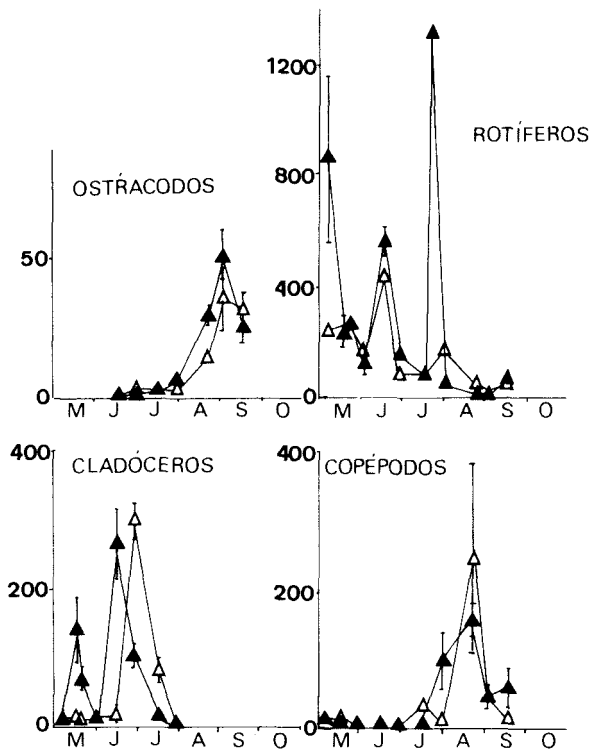 OSTRÁCODOS
50
0
M J J A S O
ROTÍFEROS
1200
800
400
0
M J J A S O
CLADÓCEROS
400
200
0
M J J A S O
COPÉPODOS
400
200
0
M J J A S O